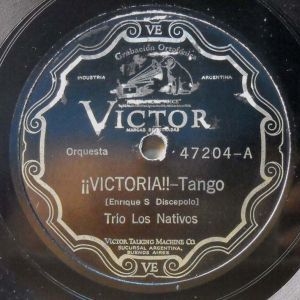 VE
Grabación Ortofónica
INDUSTRIA ARGENTINA
VICTOR
Orquesta 47204-A
¡¡VICTORIA!!-Tango
[Enrique S Discepolo]
Trio Los Nativos
VICTOR TALKING MACHINE CO.
SUCURSAL ARGENTINA,
BUENOS AIRES
VE